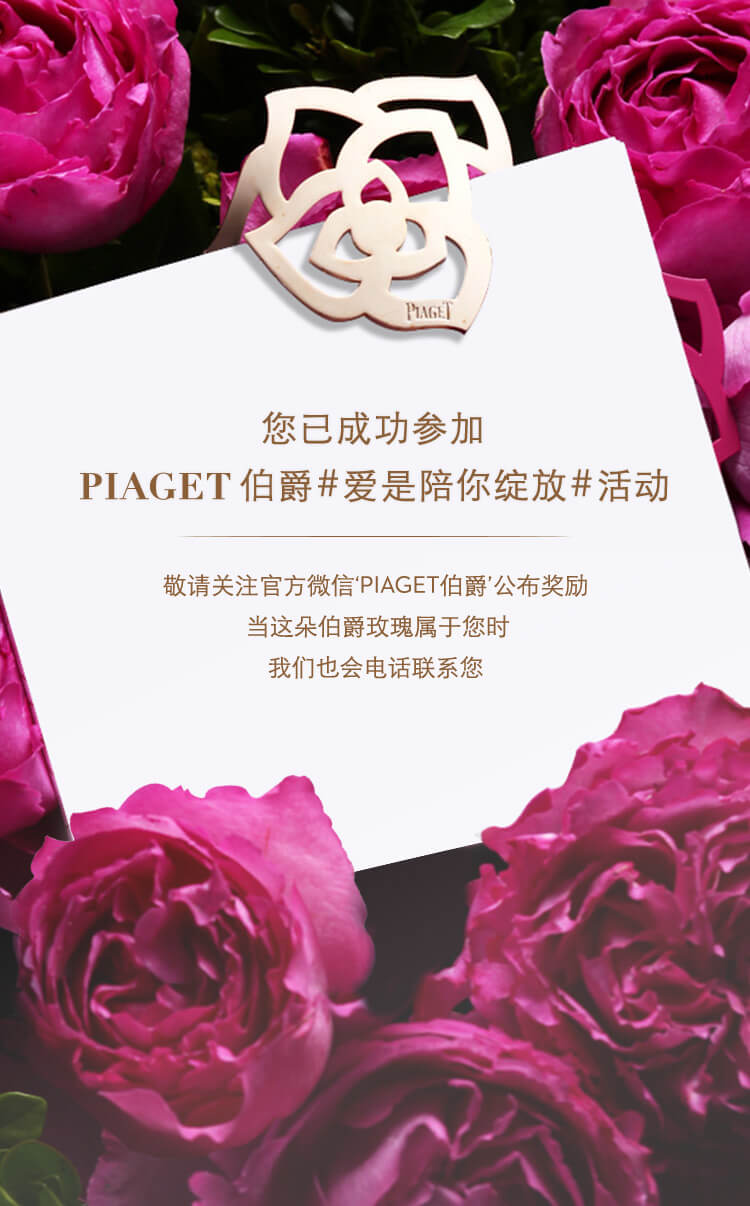 PIAGET
您已成功参加
PIAGET 伯爵#爱是陪你绽放#活动
敬请关注官方微信‘PIAGET伯爵’公布奖励
当这朵伯爵玫瑰属于您时
我们也会电话联系您